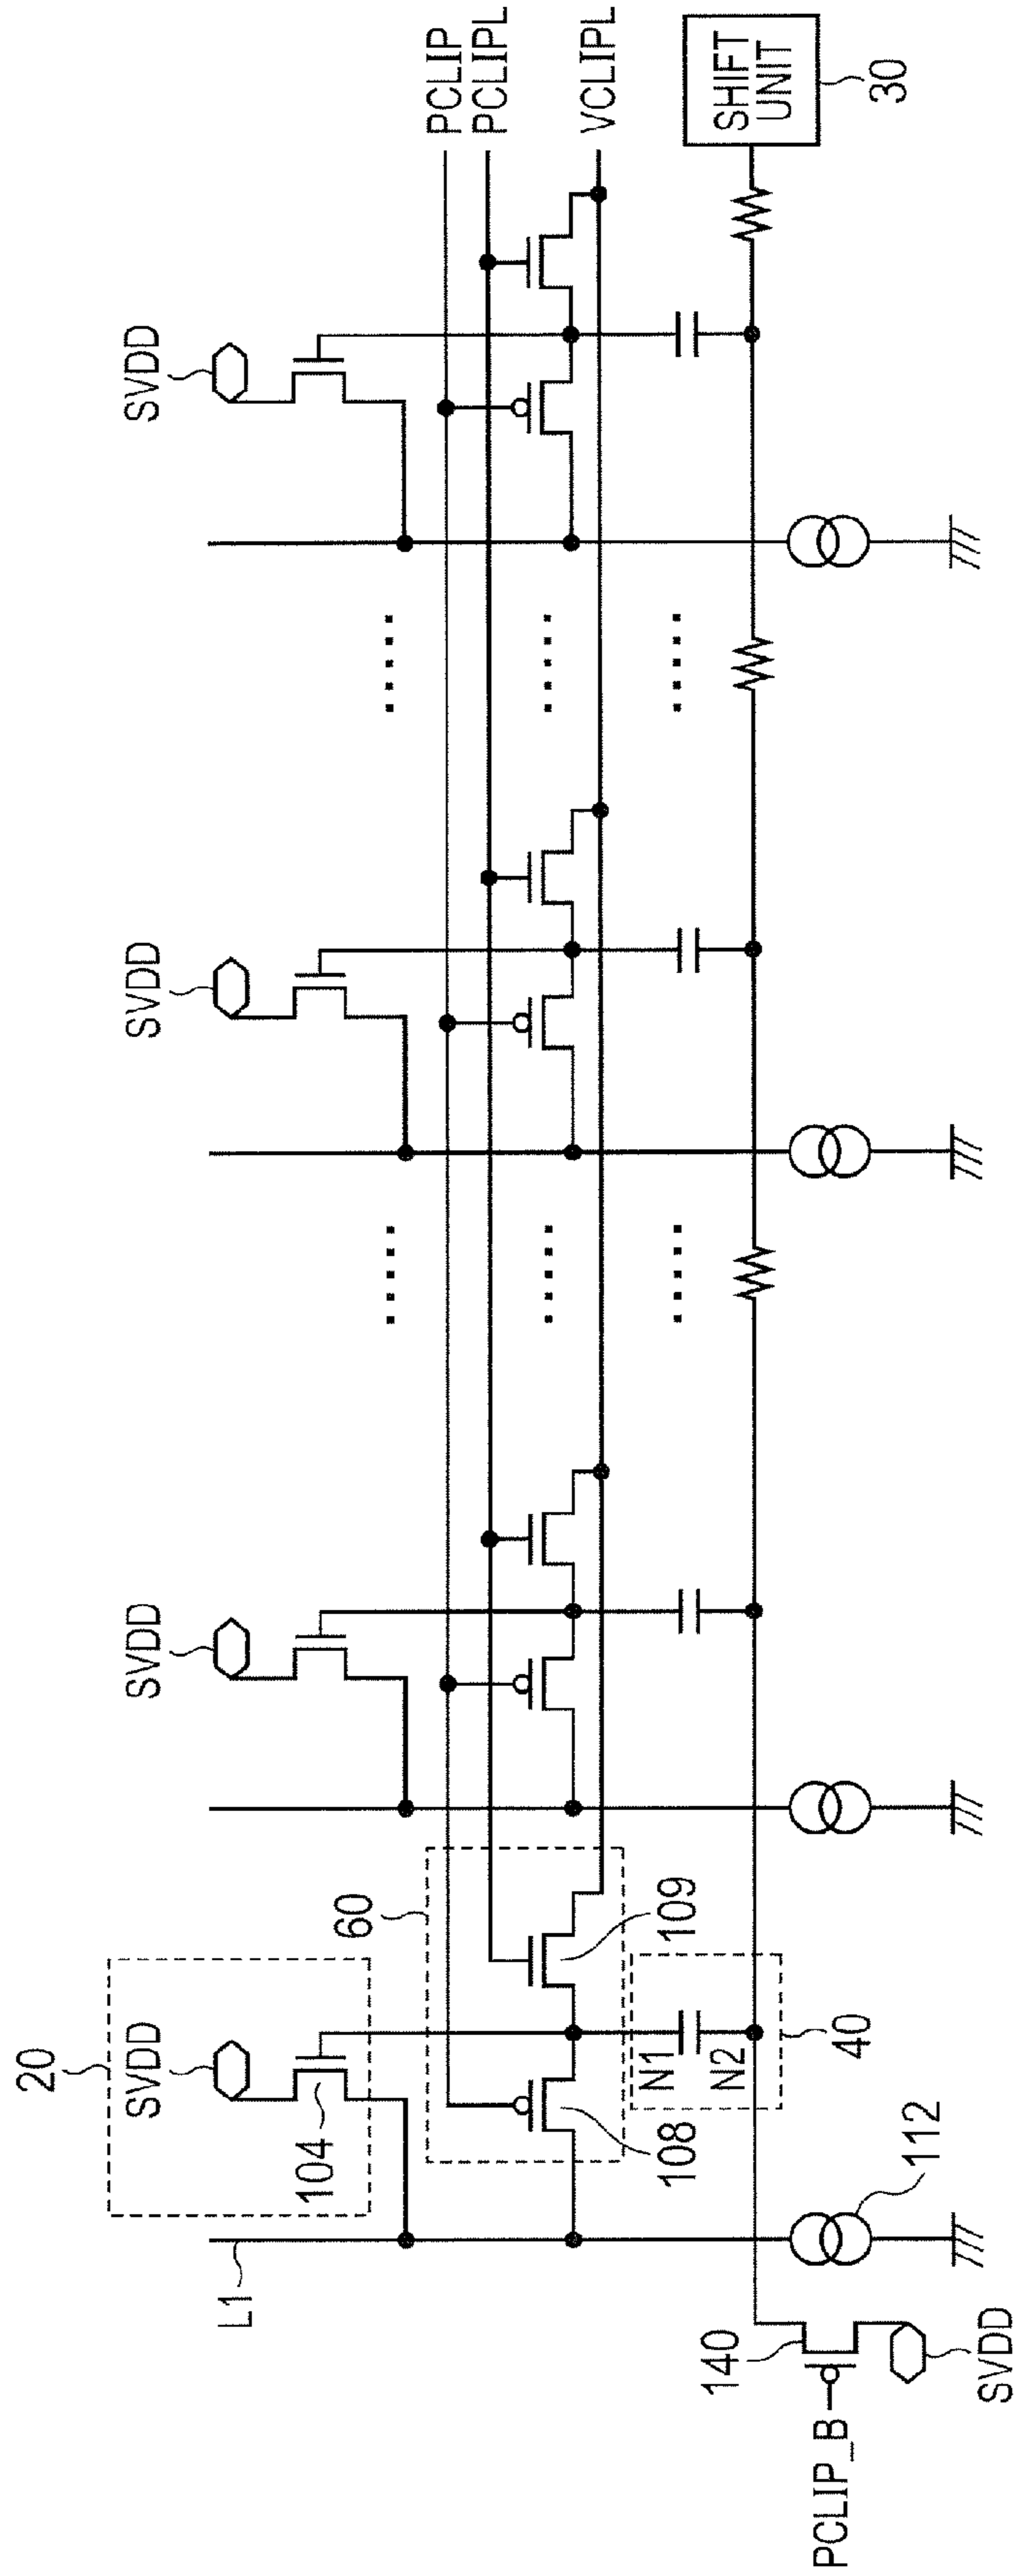 20
SVDD
104
L1
60
108
109
N1
N2
40
112
140
PCLIP_B
SVDD
SVDD
SVDD
SVDD
PCLIP
PCLIPL
VCLIPL
SHIFT
UNIT
30